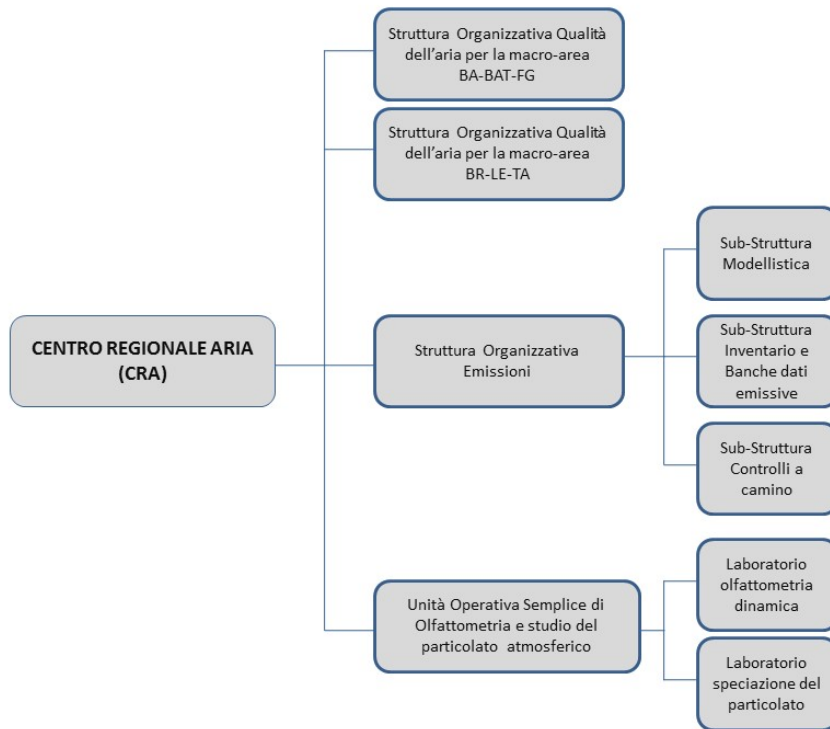 Struttura Organizzativa Qualità
dell'aria per la macro-area
BA-BAT-FG
Struttura Organizzativa Qualità
dell'aria per la macro-area
BR-LE-TA
CENTRO REGIONALE ARIA
(CRA)
Struttura Organizzativa
Emissioni
Sub-Struttura
Modellistica
Sub-Struttura
Inventario e
Banche dati
emissive
Sub-Struttura
Controlli a
camino
Unità Operativa Semplice di
Olfattometria e studio del
particolato atmosferico
Laboratorio
olfattometria
dinamica
Laboratorio
speciazione del
particolato